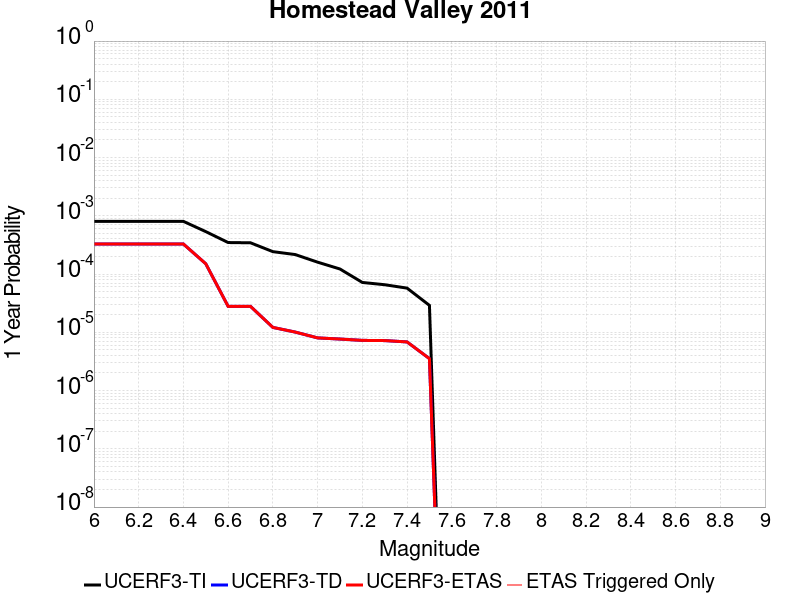 Homestead Valley 2011
10^0
10^-1
10^-2
10^-3
10^-4
10^-5
10^-6
10^-7
10^-8
1 Year Probability
6 6.2 6.4 6.6 6.8 7 7.2 7.4 7.6 7.8 8 8.2 8.4 8.6 8.8 9
Magnitude
UCERF3-TI UCERF3-TD UCERF3-ETAS ETAS Triggered Only